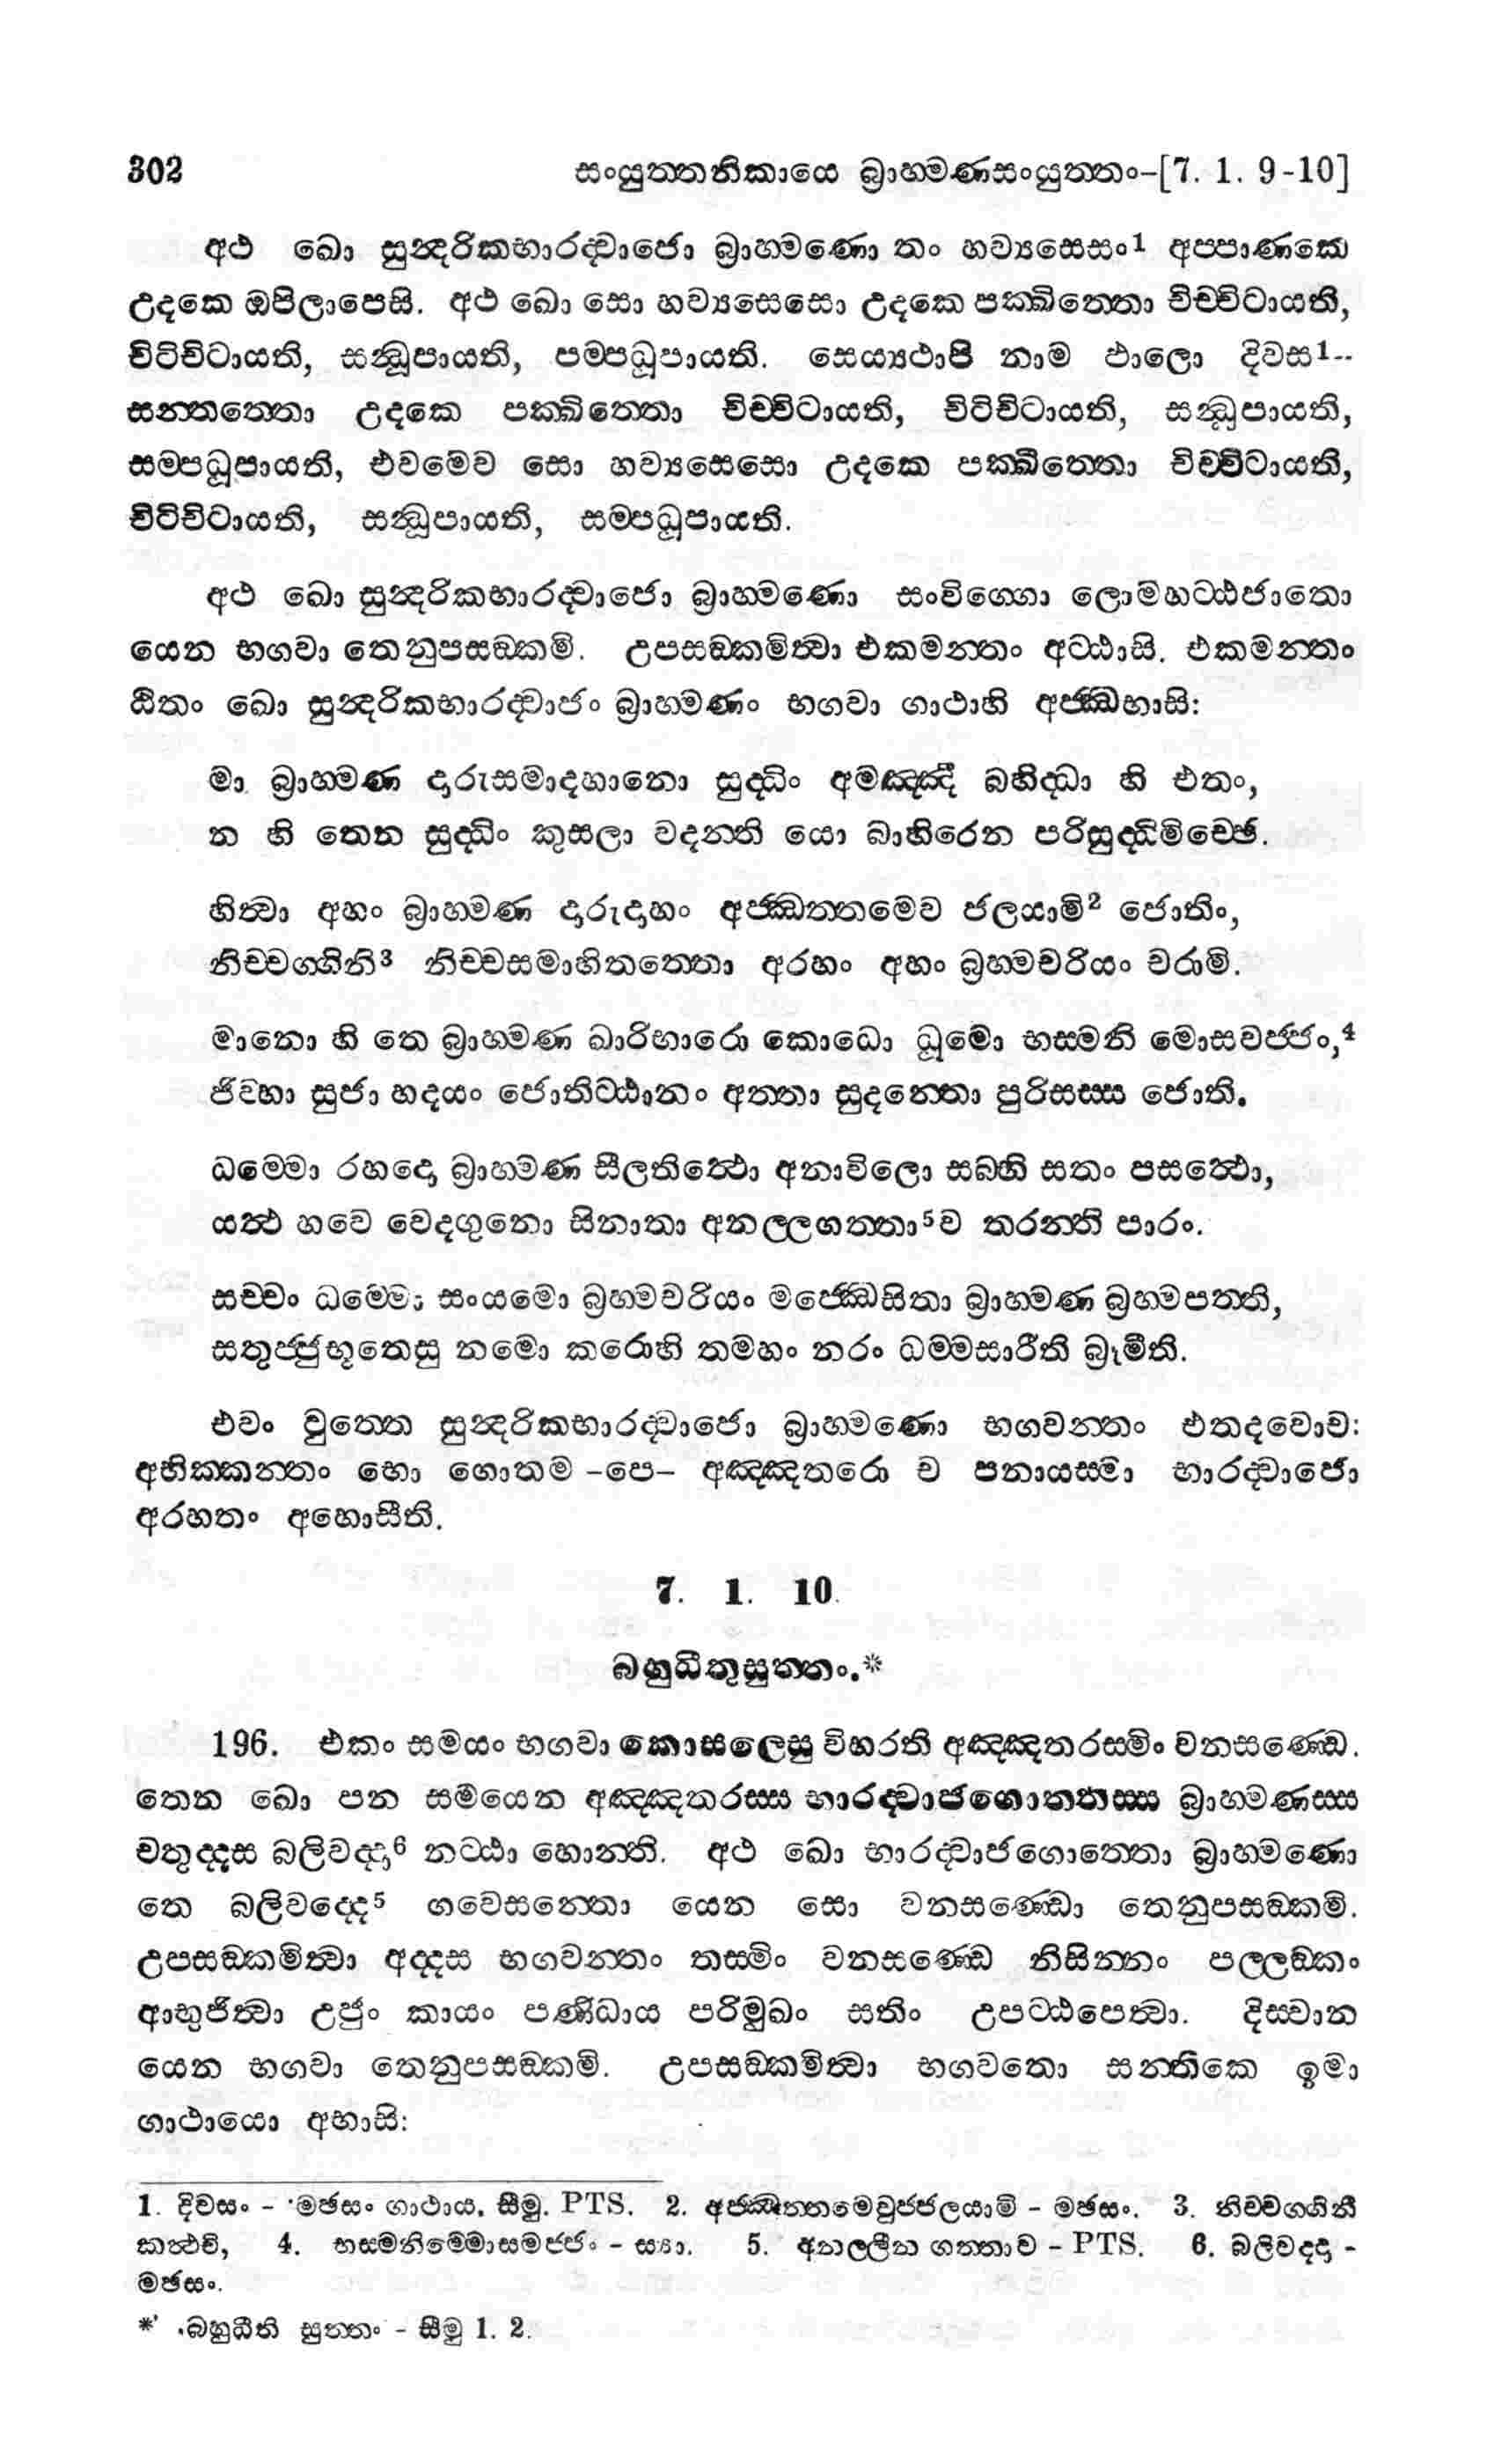 302 සංයුත්තනිකායෙ බ්‍රාහ්මණසංයුත්තං-[7. 1. 9-10]
අථ ඛො සුන්දරිකභාරද්වාජො බ්‍රාහ්මණො තං හව්‍යසෙසං1 අප්පාණකෙ
උදකෙ ඔපිලාපෙසි. අථ ඛො සො හව්‍යසෙසො උදකෙ පක්ඛිත්තො චිච්චිටායති,
චිටිචිටායති, සන්ධූපායති, පම්පධූපායති. සෙය්‍යථාපි නාම ඵාලො දිවස1--
සන්තත්තො උදකෙ පක්ඛිත්තො චිච්චිටායති, චිටිචිටායති, සන්ධූපායති,
සම්පධූපායති, එවමෙව සො හව්‍යසෙසො උදකෙ පක්ඛිත්තො චිච්චිටායති,
චිටිචිටායති, සන්ධූපායති, සම්පධූපායති.
අථ ඛො සුන්දරිකභාරද්වාජො බ්‍රාහ්මණො සංවිග්ගො ලොමහට්ඨජාතො
යෙන භගවා තෙනුපසඞ්කමි. උපසඞ්කමිත්වා එකමන්තං අට්ඨාසි. එකමන්තං
ඨිතං ඛො සුන්දරිකභාරද්වාජං බ්‍රාහ්මණං භගවා ගාථාහි අජ්ඣභාසි:
මා බ්‍රාහ්මණ දාරුසමාදහානො සුද්ධිං අමඤ්ඤී බහිද්ධා හි එතං,
න හි තෙන සුද්ධිං කුසලා වදන්ති යො බාහිරෙන පරිසුද්ධිමිච්ඡෙ.
හිත්වා අහං බ්‍රාහ්මණ දාරුදාහං අජ්ඣත්තමෙව ජලයාමි2 ජොතිං,
නිච්චග්ගිනි3 නිච්චසමාහිතත්තො අරහං අහං බ්‍රහ්මචරියං චරාමි.
මානො හි තෙ බ්‍රාහ්මණ ඛාරිභාරො කොධො ධූමො භස්මනි මොසවජ්ජං,4
ජිව්හා සුජා හදයං ජොතිට්ඨානං අත්තා සුදන්තො පුරිසස්ස ජොති.
ධම්මො රහදො බ්‍රාහ්මණ සීලතිත්ථො අනාවිලො සබ්භි සතං පසත්ථො,
යත්ථ හවෙ වෙදගුනො සිනාතා අනල්ලගත්තා5ව තරන්ති පාරං.
සච්චං ධම්මො සංයමො බ්‍රහ්මචරියං මජ්ඣෙසිතා බ්‍රාහ්මණ බ්‍රහ්මපත්ති,
සතුජ්ජුභූතෙසු නමො කරොහි තමහං නරං ධම්මසාරීති බ්‍රූමීති.
එවං වුත්තෙ සුන්දරිකභාරද්වාජො බ්‍රාහ්මණො භගවන්තං එතදවොච:
අභික්කන්තං භො ගොතම -පෙ- අඤ්ඤතරො ච පනායස්මා භාරද්වාජො
අරහතං අහොසීති.
7. 1. 10.
බහුධීතුසුත්තං.*
196. එකං සමයං භගවා කොසලෙසු විහරති අඤ්ඤතරස්මිං වනසණ්ඩෙ.
තෙන ඛො පන සමයෙන අඤ්ඤතරස්ස භාරද්වාජගොත්තස්ස බ්‍රාහ්මණස්ස
චතුද්දස බලිවද්දා6 නට්ඨා හොන්ති. අථ ඛො භාරද්වාජගොත්තො බ්‍රාහ්මණො
තෙ බලිවද්දෙ5 ගවෙසන්තො යෙන සො වනසණ්ඩො තෙනුපසඞ්කමි.
උපසඞ්කමිත්වා අද්දස භගවන්තං තස්මිං වනසණ්ඩෙ නිසින්නං පල්ලඞ්කං
ආභුජිත්වා උජුං කායං පණිධාය පරිමුඛං සතිං උපට්ඨපෙත්වා. දිස්වාන
යෙන භගවා තෙනුපසඞ්කමි. උපසඞ්කමිත්වා භගවතො සන්තිකෙ ඉමා
ගාථායො අභාසි:
1. දිවසං - මඡසං ගාථාය, සීමු. PTS. 2. අජ්ඣත්තමෙවුජ්ජලයාමි - මඡසං. 3. නිච්චග්ගිනී
කත්ථචි, 4. භස්මනිම්මොසමජ්ජං - ස්‍යා. 5. අනල්ලීන ගත්තාව - PTS. 6. බලිවද්දා -
මඡසං.
* බහුධීති සුත්තං - සීමු 1. 2.